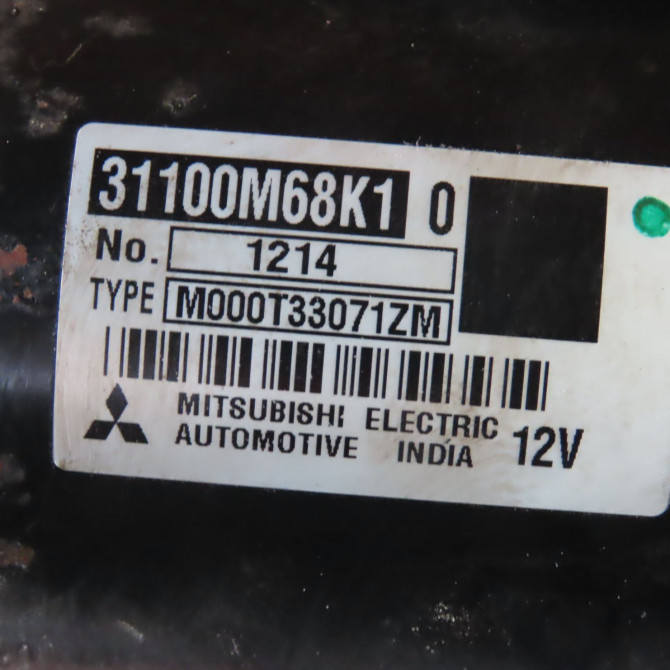 31100M68K1 0
No. 1214
TYPE M000T33071ZM
MITSUBISHI ELECTRIC
AUTOMOTIVE INDIA 12V